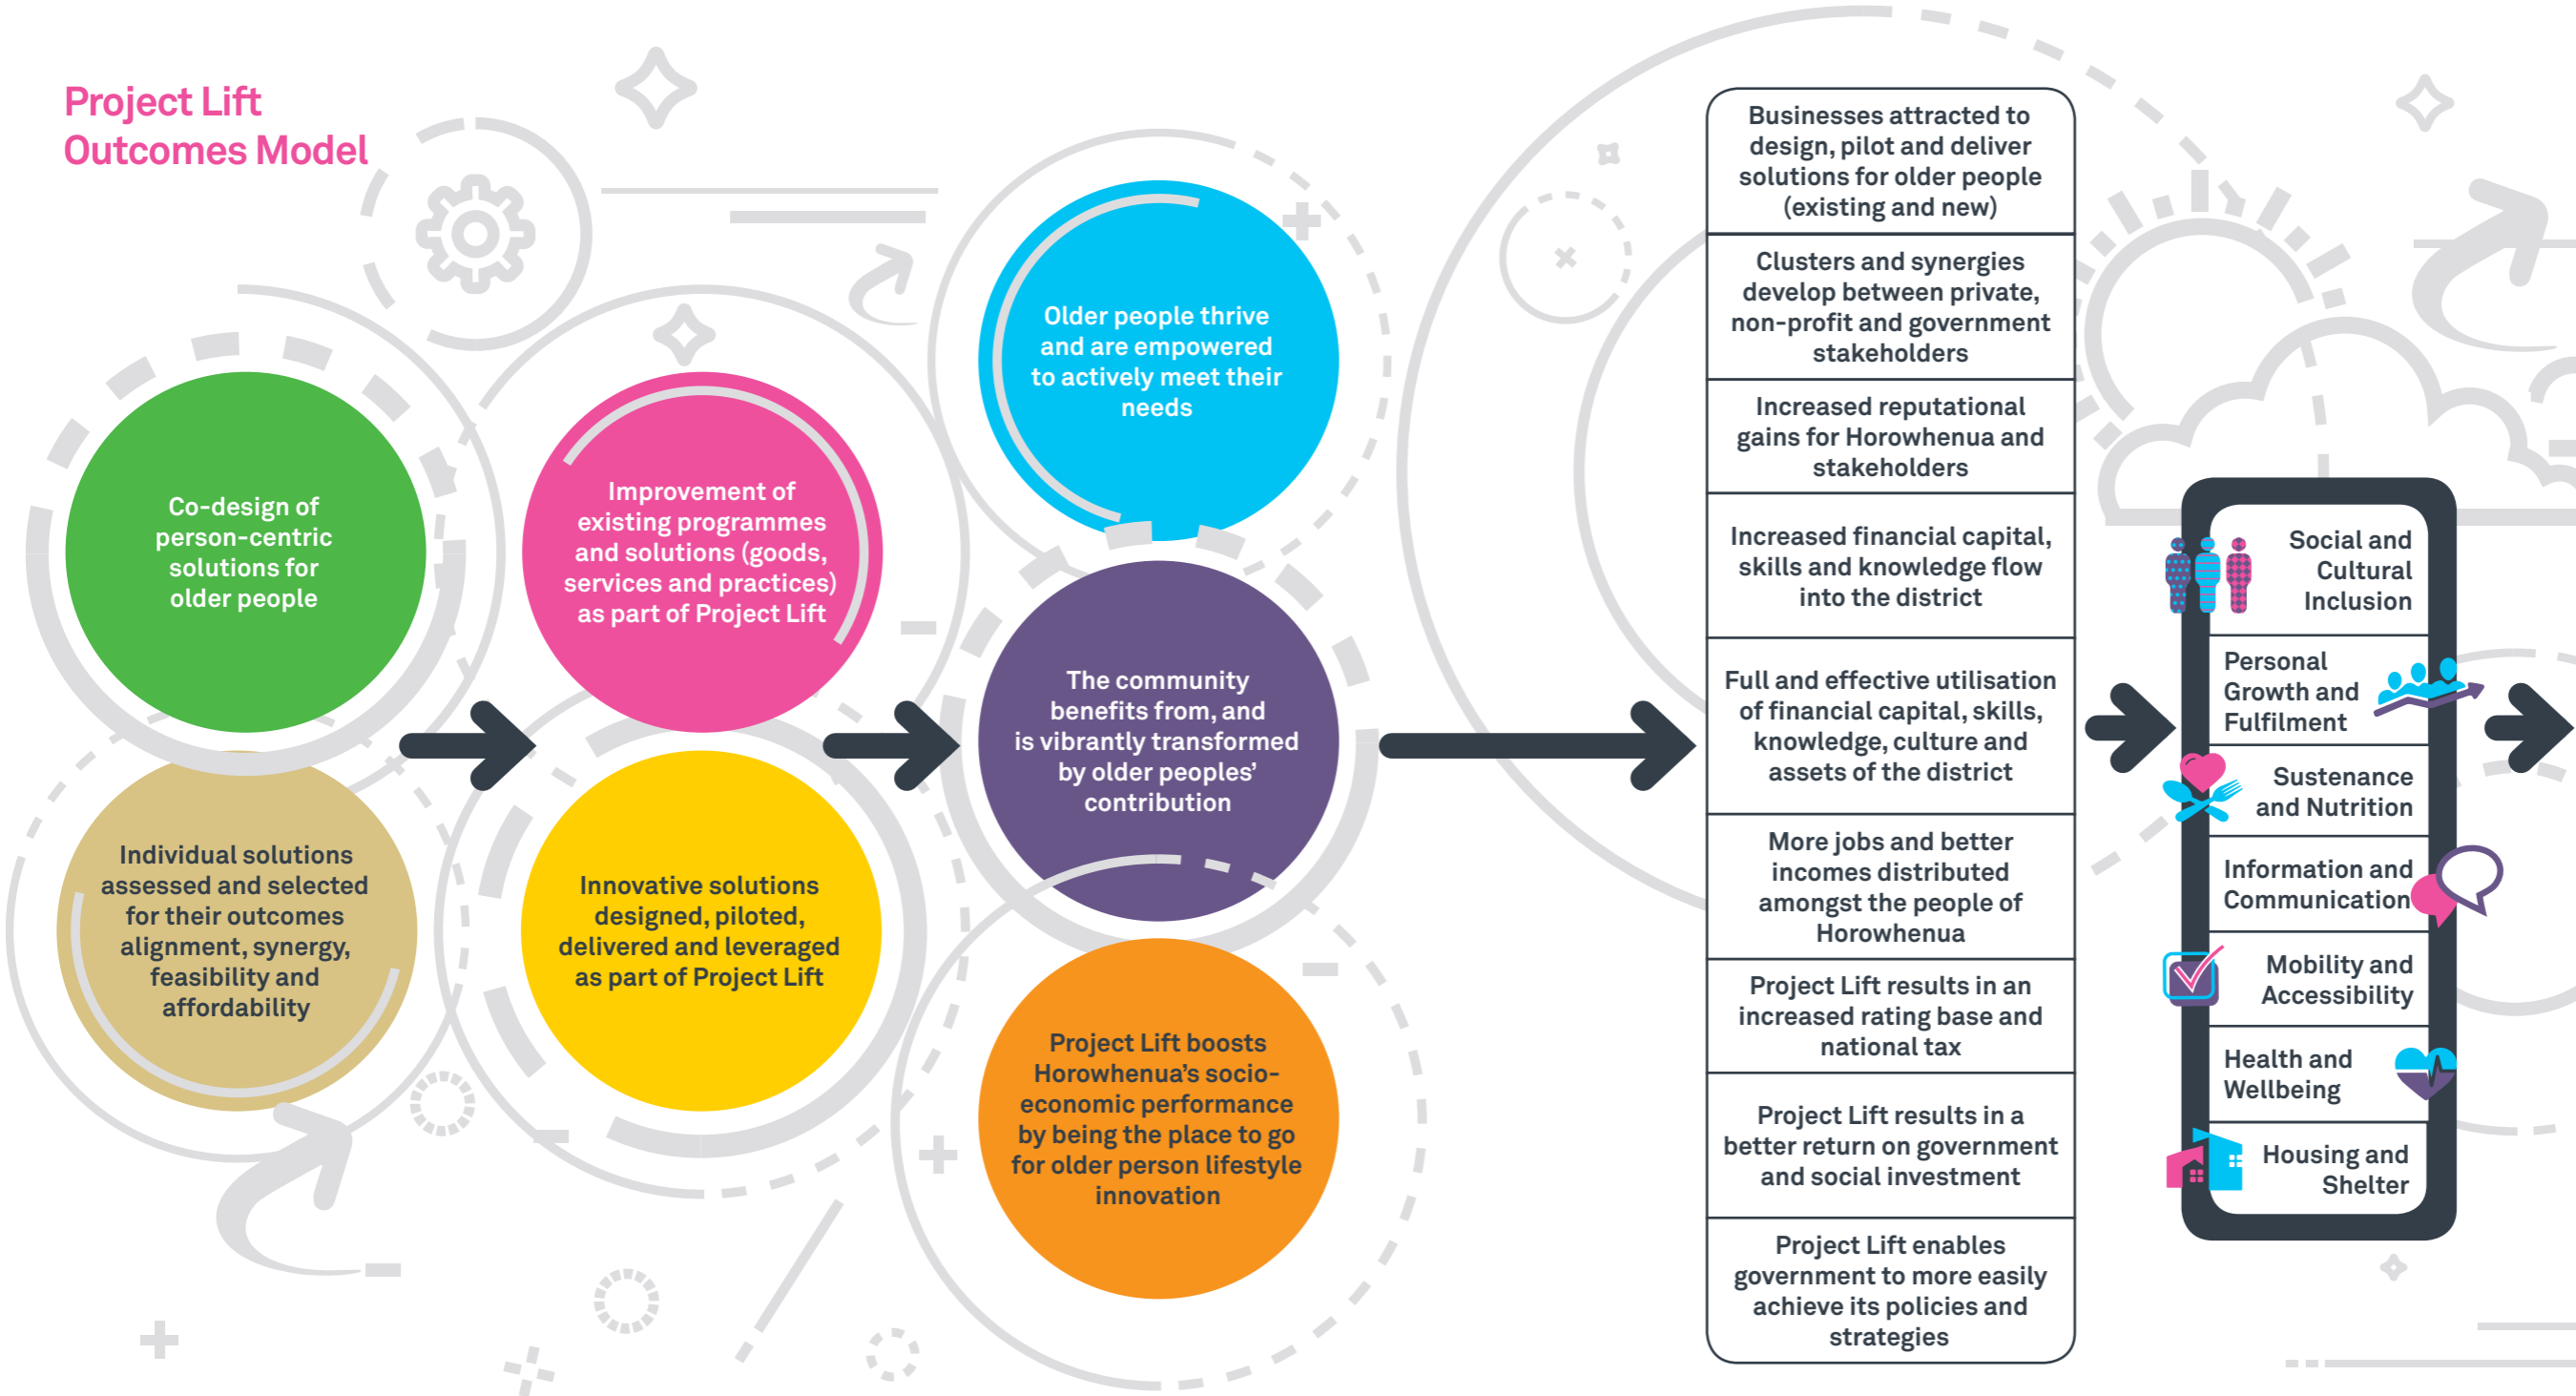 Project Lift
Outcomes Model
Co-design of
person-centric
solutions for
older people
Individual solutions
assessed and selected
for their outcomes
alignment, synergy,
feasibility and
affordability
Improvement of
existing programmes
and solutions (goods,
services and practices)
as part of Project Lift
Innovative solutions
designed, piloted,
delivered and leveraged
as part of Project Lift
Older people thrive
and are empowered
to actively meet their
needs
The community
benefits from, and
is vibrantly transformed
by older peoples’
contribution
Project Lift boosts
Horowhenua’s socio-
economic performance
by being the place to go
for older person lifestyle
innovation
Businesses attracted to
design, pilot and deliver
solutions for older people
(existing and new)
Clusters and synergies
develop between private,
non-profit and government
stakeholders
Increased reputational
gains for Horowhenua and
stakeholders
Increased financial capital,
skills and knowledge flow
into the district
Full and effective utilisation
of financial capital, skills,
knowledge, culture and
assets of the district
More jobs and better
incomes distributed
amongst the people of
Horowhenua
Project Lift results in an
increased rating base and
national tax
Project Lift results in a
better return on government
and social investment
Project Lift enables
government to more easily
achieve its policies and
strategies
Social and
Cultural
Inclusion
Personal
Growth and
Fulfilment
Sustenance
and Nutrition
Information and
Communication
Mobility and
Accessibility
Health and
Wellbeing
Housing and
Shelter